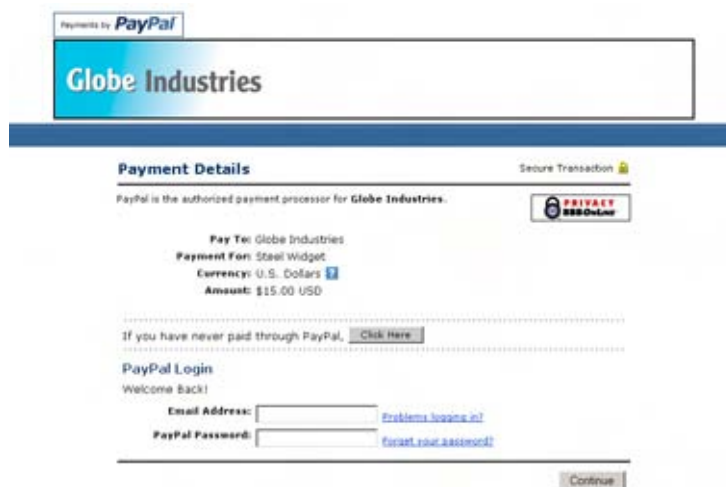 Payments by PayPal
Globe Industries
Payment Details
Secure Transaction
PayPal is the authorized payment processor for Globe Industries.
PRIVACY
BBBOnLine
Pay To: Globe Industries
Payment For: Steel Widget
Currency: U.S. Dollars ?
Amount: $15.00 USD
If you have never paid through PayPal, Click Here
PayPal Login
Welcome Back!
Email Address: Problems logging in?
PayPal Password: Forget your password?
Continue